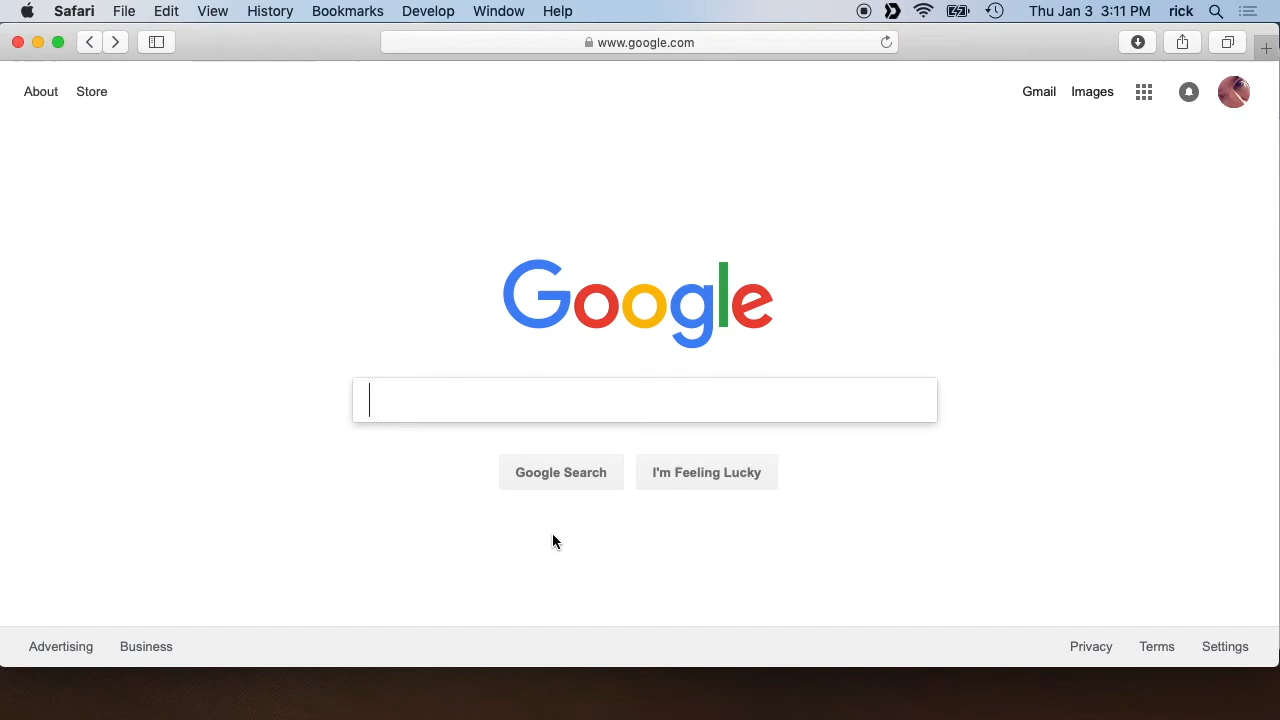 Safari File Edit View History Bookmarks Develop Window Help Thu Jan 3 3:11 PM rick
www.google.com
About Store Gmail Images
Google
Google Search I'm Feeling Lucky
Advertising Business Privacy Terms Settings